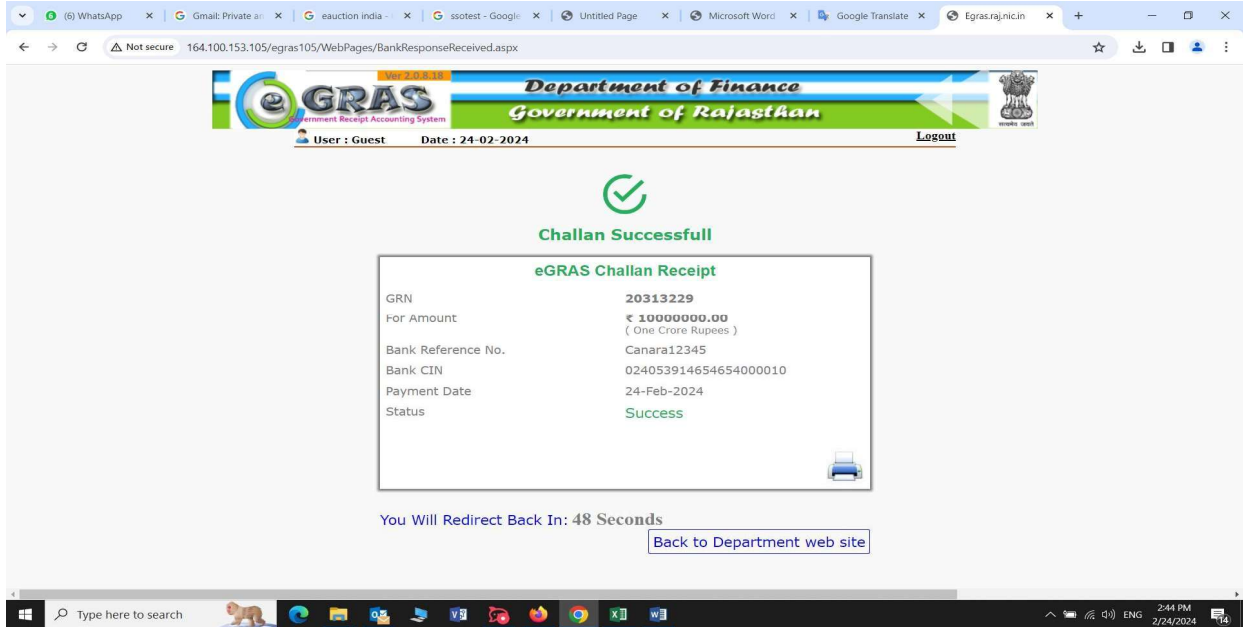 (6) WhatsApp
Gmail: Private an
eauction india -
ssotest - Google
Untitled Page
Microsoft Word
Google Translate
Egras.raj.nic.in
Not secure 164.100.153.105/egras105/WebPages/BankResponseReceived.aspx
Ver 2.0.8.18
eGRAS
Government Receipt Accounting System
Department of Finance
Government of Rajasthan
सत्यमेव जयते
User : Guest Date : 24-02-2024 Logout
Challan Successfull
eGRAS Challan Receipt
GRN 20313229
For Amount ₹ 10000000.00
( One Crore Rupees )
Bank Reference No. Canara12345
Bank CIN 024053914654654000010
Payment Date 24-Feb-2024
Status Success
You Will Redirect Back In: 48 Seconds
Back to Department web site
Type here to search
ENG
2:44 PM
2/24/2024
14